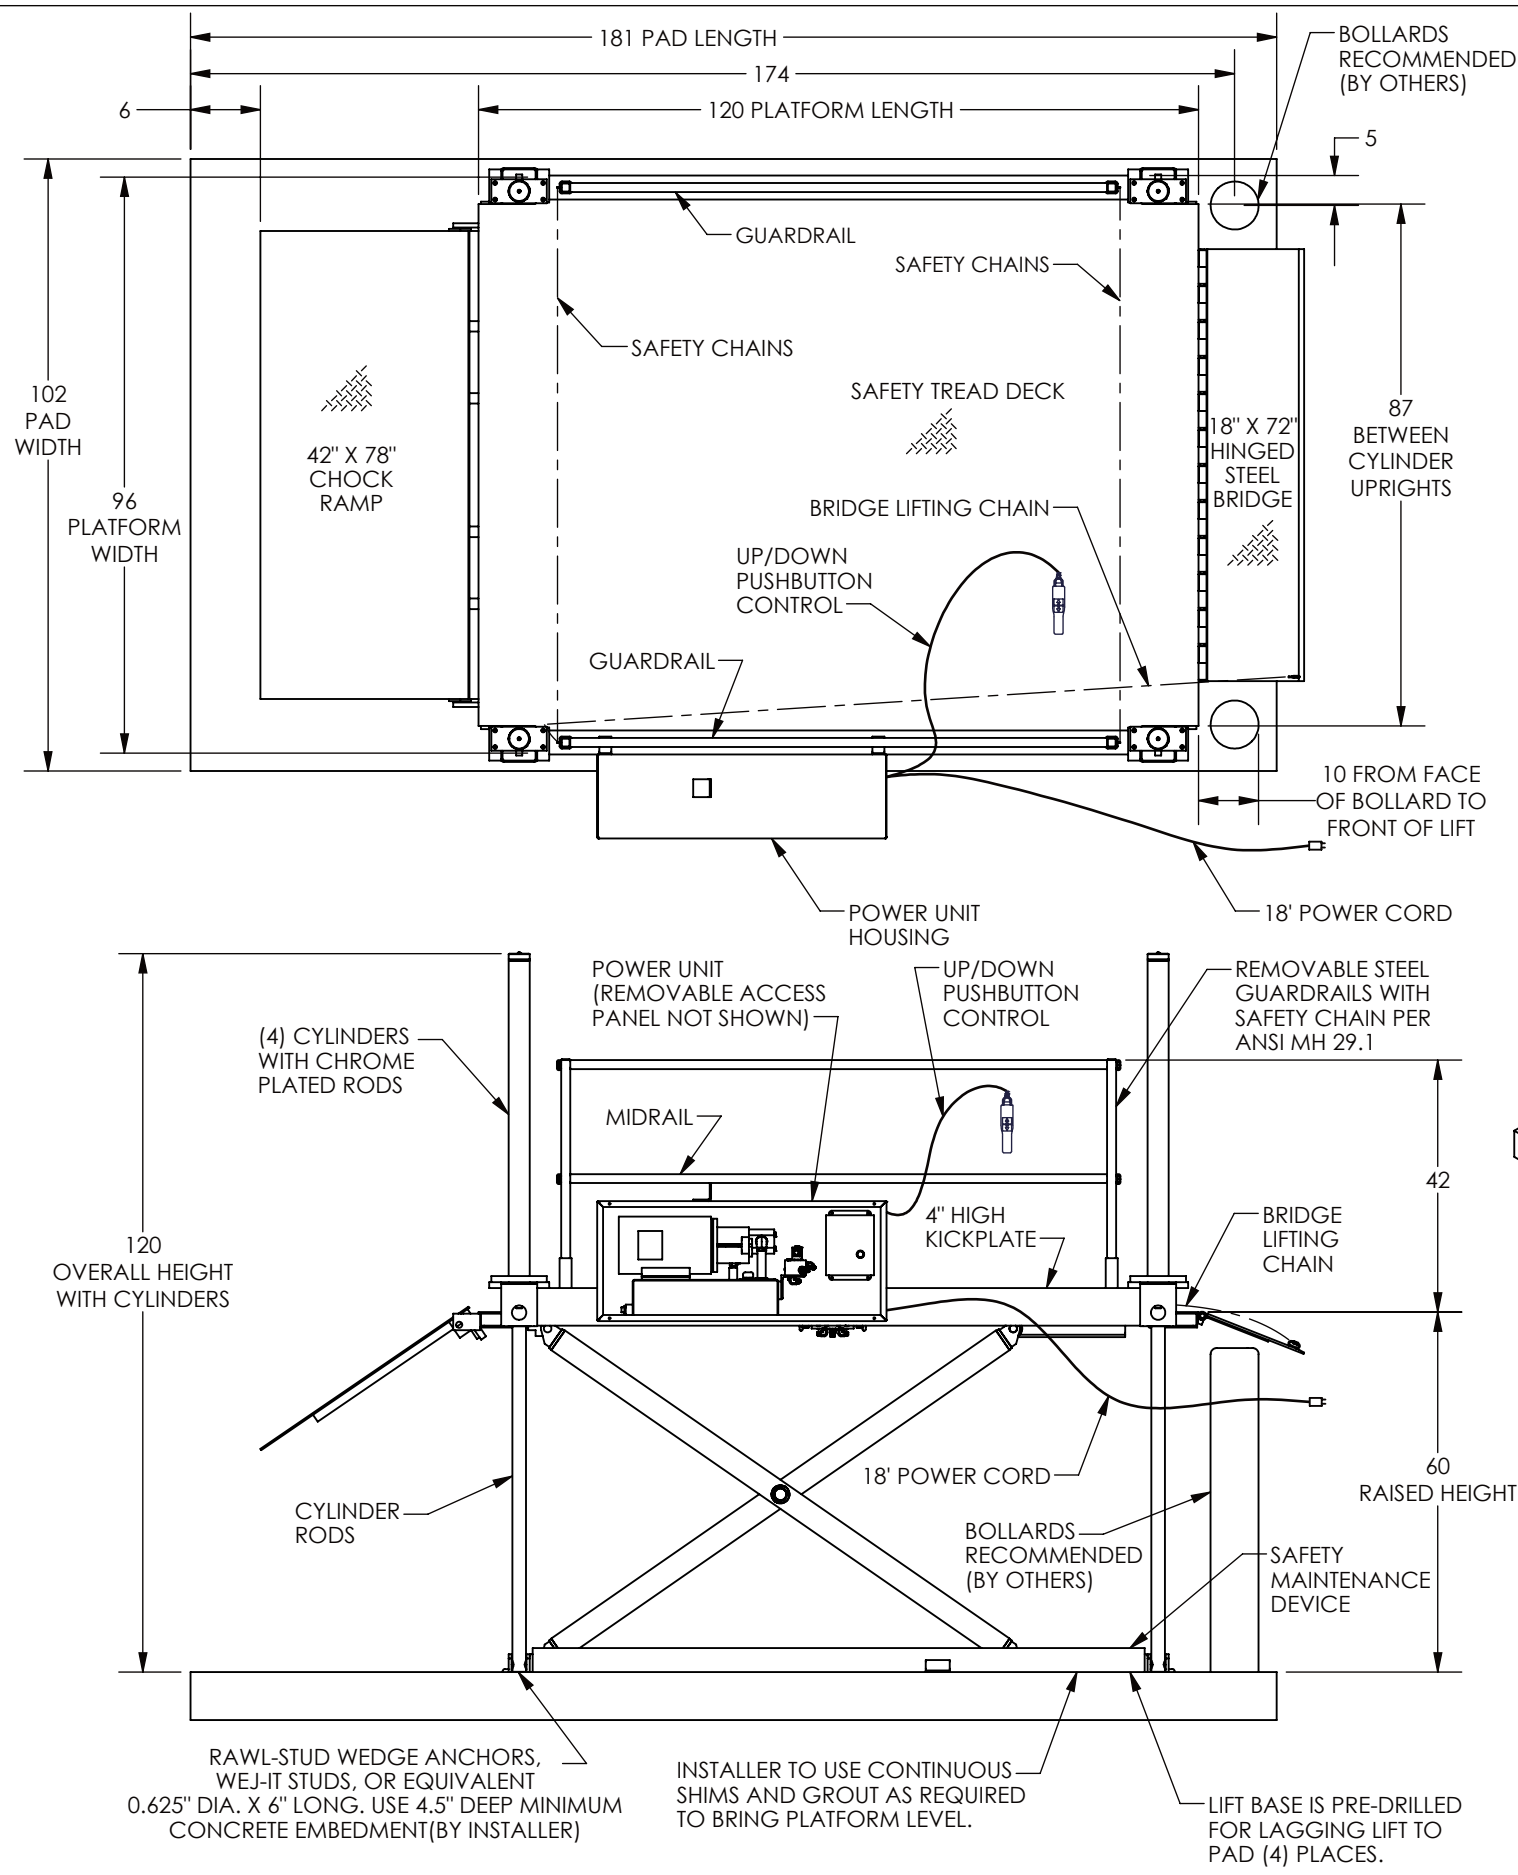 181 PAD LENGTH
174
6
120 PLATFORM LENGTH
BOLLARDS
RECOMMENDED
(BY OTHERS)
5
GUARDRAIL
SAFETY CHAINS
SAFETY CHAINS
SAFETY TREAD DECK
102
PAD
WIDTH
42" X 78"
CHOCK
RAMP
96
PLATFORM
WIDTH
18" X 72"
HINGED
STEEL
BRIDGE
87
BETWEEN
CYLINDER
UPRIGHTS
BRIDGE LIFTING CHAIN
UP/DOWN
PUSHBUTTON
CONTROL
GUARDRAIL
10 FROM FACE
OF BOLLARD TO
FRONT OF LIFT
POWER UNIT
HOUSING
18' POWER CORD
POWER UNIT
(REMOVABLE ACCESS
PANEL NOT SHOWN)
UP/DOWN
PUSHBUTTON
CONTROL
REMOVABLE STEEL
GUARDRAILS WITH
SAFETY CHAIN PER
ANSI MH 29.1
(4) CYLINDERS
WITH CHROME
PLATED RODS
MIDRAIL
42
4" HIGH
KICKPLATE
BRIDGE
LIFTING
CHAIN
120
OVERALL HEIGHT
WITH CYLINDERS
18' POWER CORD
60
RAISED HEIGHT
CYLINDER
RODS
BOLLARDS
RECOMMENDED
(BY OTHERS)
SAFETY
MAINTENANCE
DEVICE
RAWL-STUD WEDGE ANCHORS,
WEJ-IT STUDS, OR EQUIVALENT
0.625" DIA. X 6" LONG. USE 4.5" DEEP MINIMUM
CONCRETE EMBEDMENT(BY INSTALLER)
INSTALLER TO USE CONTINUOUS
SHIMS AND GROUT AS REQUIRED
TO BRING PLATFORM LEVEL.
LIFT BASE IS PRE-DRILLED
FOR LAGGING LIFT TO
PAD (4) PLACES.